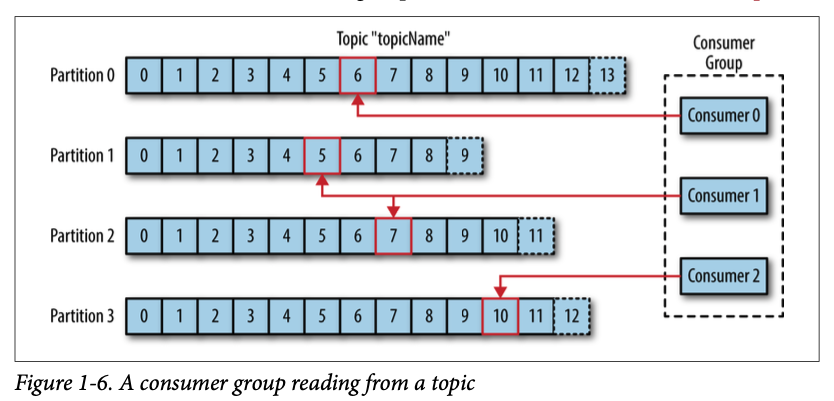 Topic "topicName"
Consumer
Group
Partition 0 0 1 2 3 4 5 6 7 8 9 10 11 12 13
Consumer 0
Partition 1 0 1 2 3 4 5 6 7 8 9
Consumer 1
Partition 2 0 1 2 3 4 5 6 7 8 9 10 11
Consumer 2
Partition 3 0 1 2 3 4 5 6 7 8 9 10 11 12
Figure 1-6. A consumer group reading from a topic